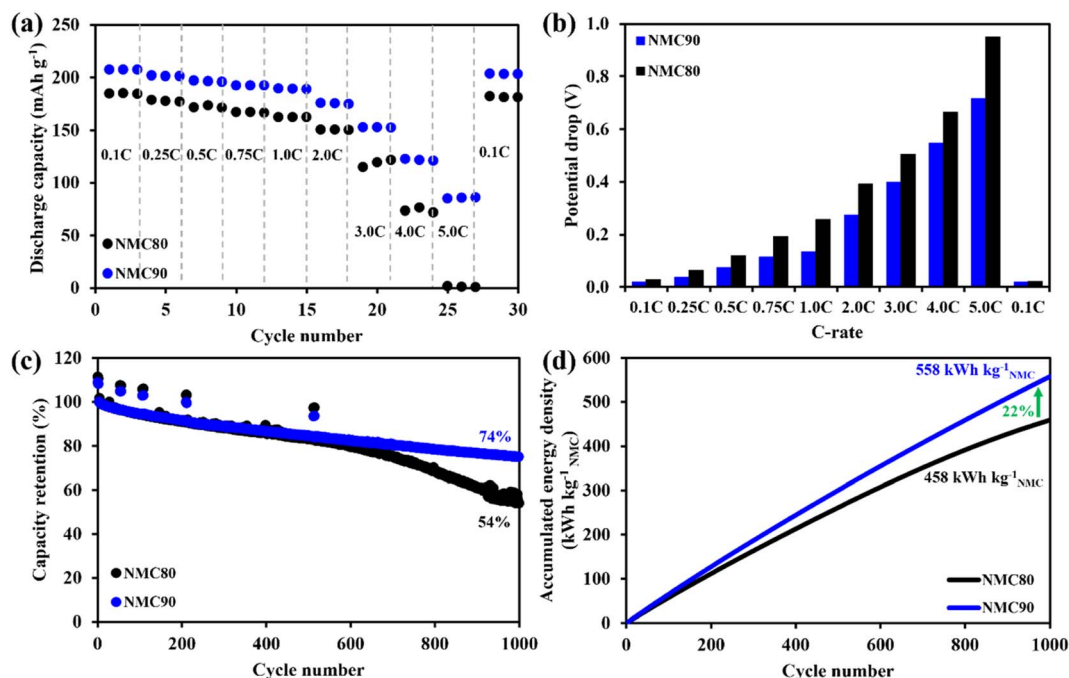 (a)
250
200
150
100
50
0
Discharge capacity (mAh g⁻¹)
0.1C 0.25C 0.5C 0.75C 1.0C 2.0C
3.0C 4.0C 5.0C
0.1C
NMC80
NMC90
0 5 10 15 20 25 30
Cycle number
(b)
1.0
0.8
0.6
0.4
0.2
0.0
Potential drop (V)
NMC90
NMC80
0.1C 0.25C 0.5C 0.75C 1.0C 2.0C 3.0C 4.0C 5.0C 0.1C
C-rate
(c)
120
100
80
60
40
20
0
Capacity retention (%)
74%
54%
NMC80
NMC90
0 200 400 600 800 1000
Cycle number
(d)
600
500
400
300
200
100
0
Accumulated energy density
(kWh kg⁻¹NMC)
558 kWh kg⁻¹NMC
22%
458 kWh kg⁻¹NMC
NMC80
NMC90
0 200 400 600 800 1000
Cycle number